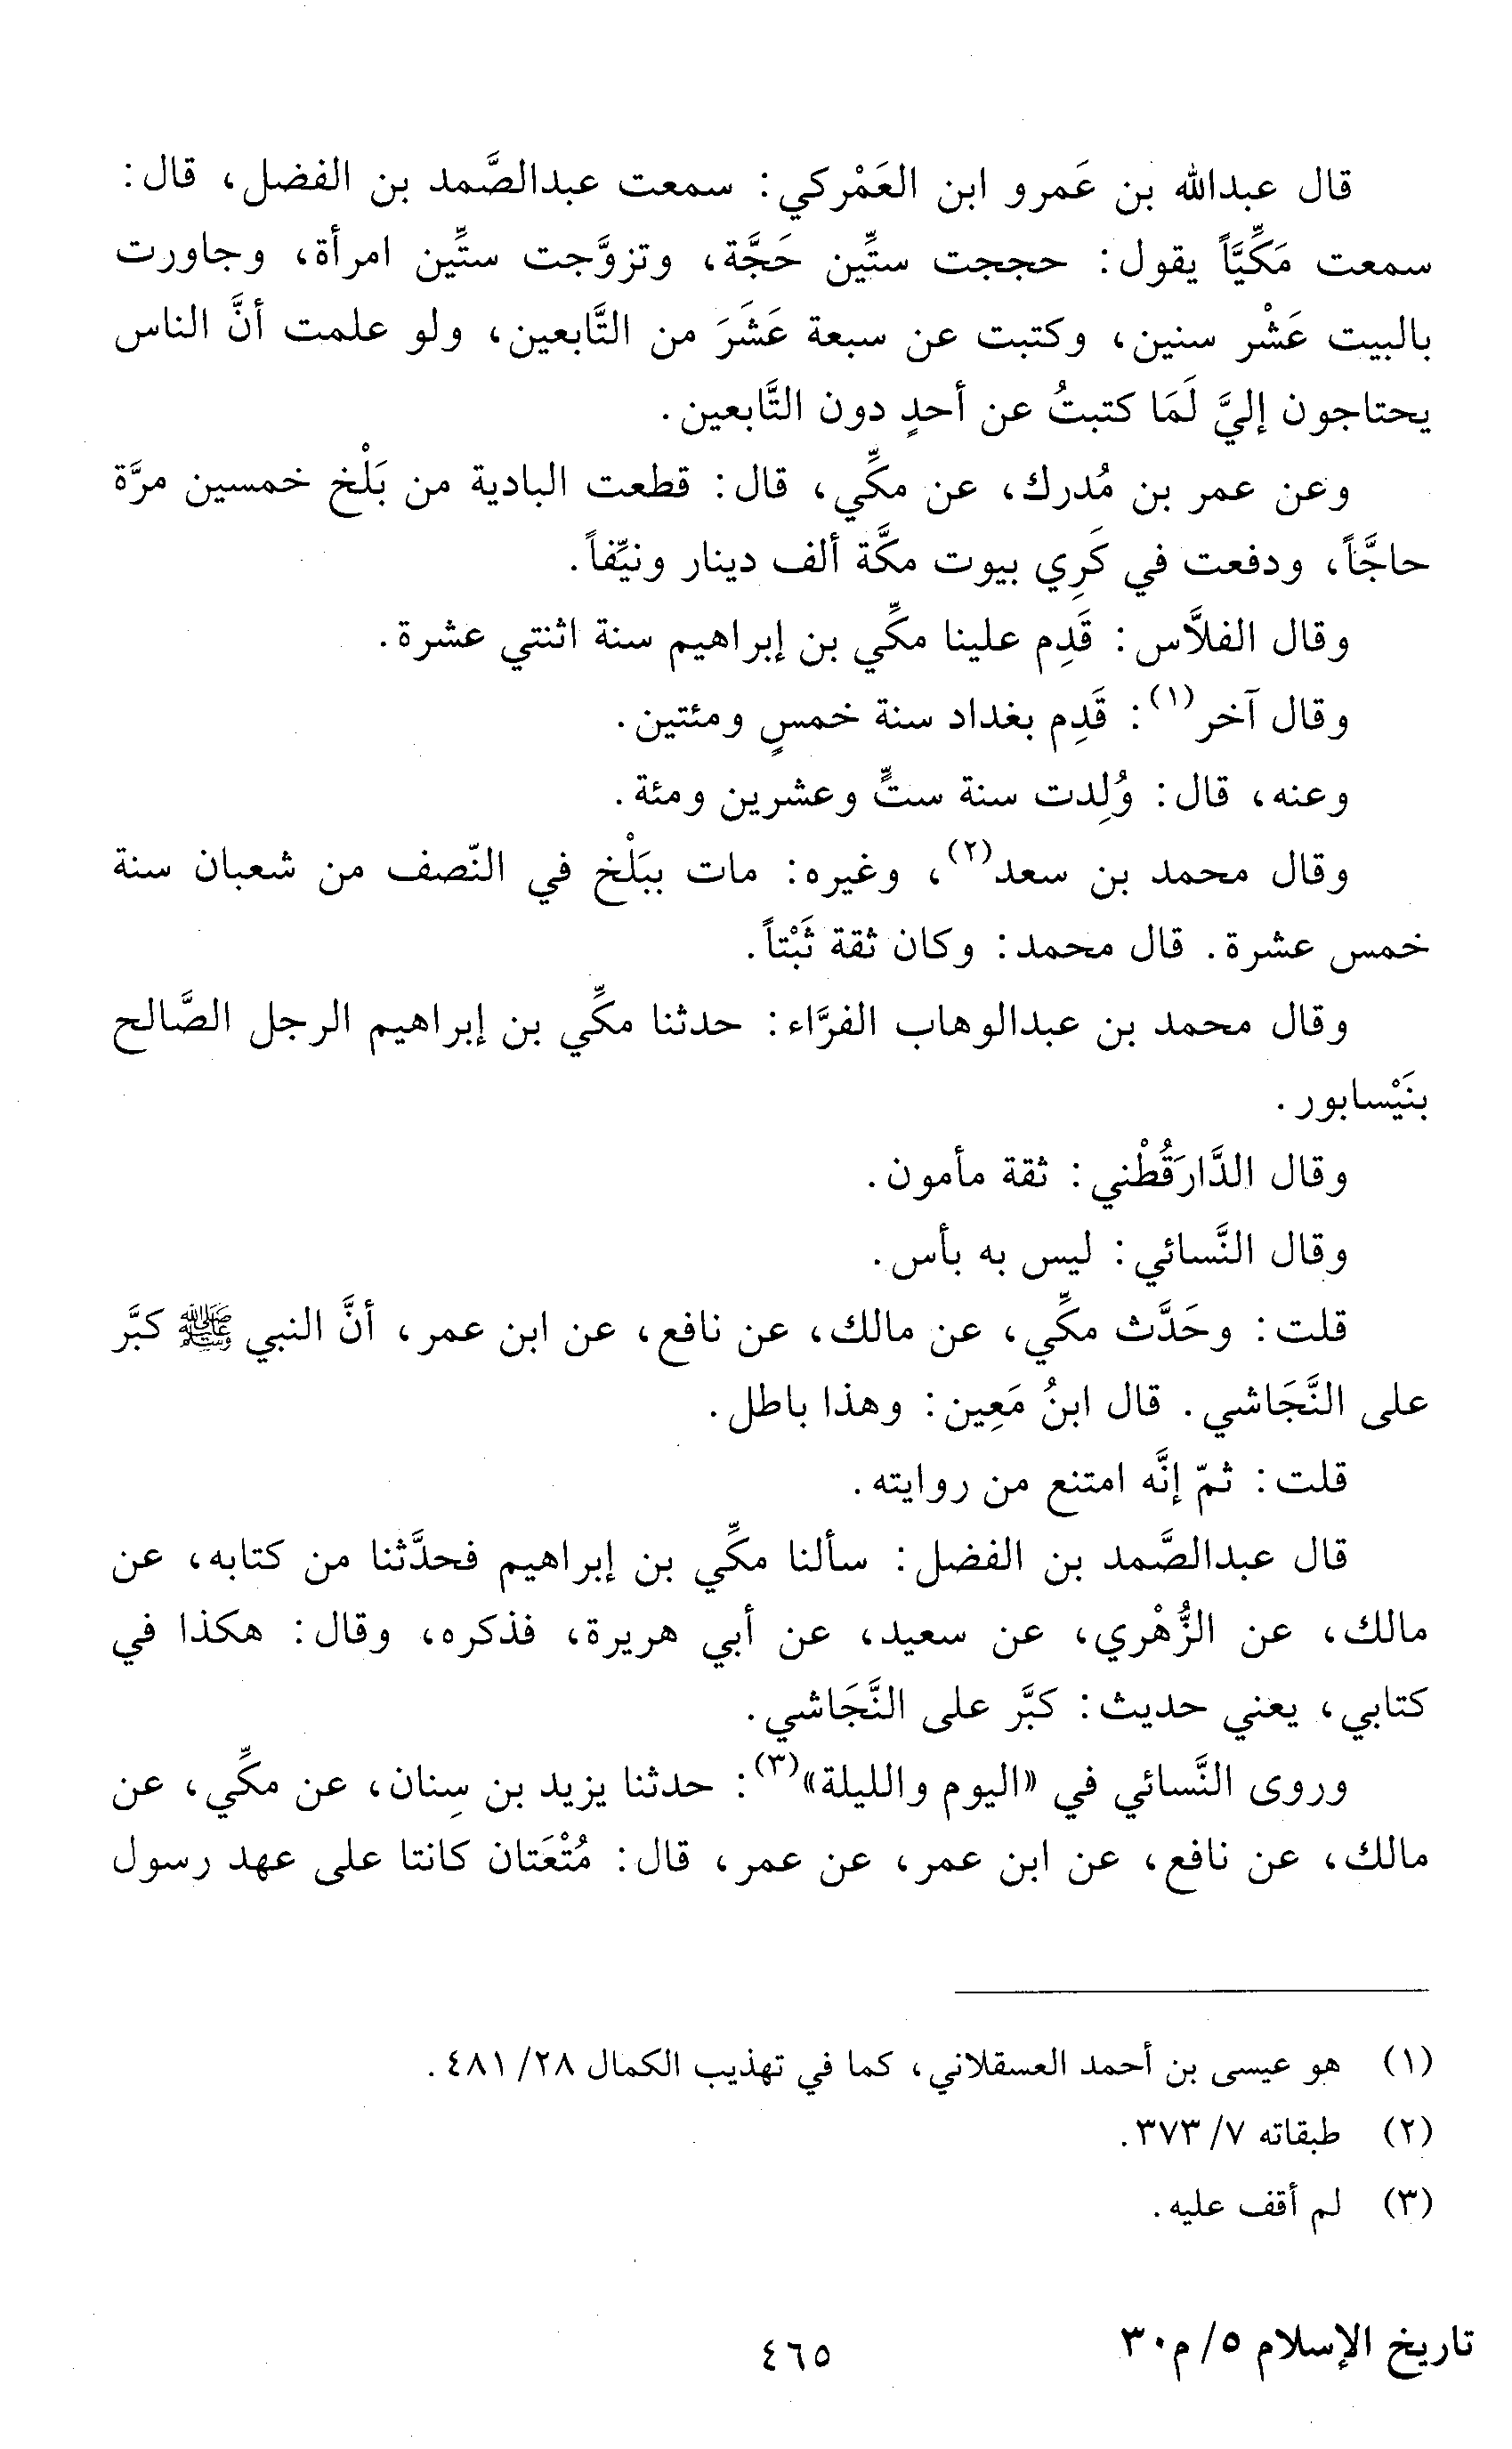 قال عبدالله بن عَمرو ابن العَمْركي: سمعت عبدالصَّمد بن الفضل، قال:
سمعت مَكِّيَّاً يقول: حججت ستِّين حَجَّة، وتزوَّجت ستِّين امرأة، وجاورت
بالبيت عَشْر سنين، وكتبت عن سبعة عَشَرَ من التَّابعين، ولو علمت أنَّ الناس
يحتاجون إليَّ لَمَا كتبتُ عن أحدٍ دون التَّابعين.
وعن عمر بن مُدرك، عن مكِّي، قال: قطعت البادية من بَلْخ خمسين مرَّة
حاجَّاً، ودفعت في كَرِي بيوت مكَّة ألف دينار ونيِّفاً.
وقال الفلاَّس: قَدِم علينا مكِّي بن إبراهيم سنة اثنتي عشرة.
وقال آخر(١): قَدِم بغداد سنة خمسٍ ومئتين.
وعنه، قال: وُلِدت سنة ستٍّ وعشرين ومئة.
وقال محمد بن سعد(٢)، وغيره: مات ببَلْخ في النّصف من شعبان سنة
خمس عشرة. قال محمد: وكان ثقة ثَبْتاً.
وقال محمد بن عبدالوهاب الفرَّاء: حدثنا مكِّي بن إبراهيم الرجل الصَّالح
بنَيْسابور.
وقال الدَّارَقُطْني: ثقة مأمون.
وقال النَّسائي: ليس به بأس.
قلت: وحَدَّث مكِّي، عن مالك، عن نافع، عن ابن عمر، أنَّ النبي ﷺ كبَّر
على النَّجَاشي. قال ابنُ مَعِين: وهذا باطل.
قلت: ثمّ إنَّه امتنع من روايته.
قال عبدالصَّمد بن الفضل: سألنا مكِّي بن إبراهيم فحدَّثنا من كتابه، عن
مالك، عن الزُّهْري، عن سعيد، عن أبي هريرة، فذكره، وقال: هكذا في
كتابي، يعني حديث: كبَّر على النَّجَاشي.
وروى النَّسائي في «اليوم والليلة»(٣): حدثنا يزيد بن سِنان، عن مكِّي، عن
مالك، عن نافع، عن ابن عمر، عن عمر، قال: مُتْعَتان كانتا على عهد رسول
(١) هو عيسى بن أحمد العسقلاني، كما في تهذيب الكمال ٢٨/ ٤٨١.
(٢) طبقاته ٧/ ٣٧٣.
(٣) لم أقف عليه.
تاريخ الإسلام ٥/ م٣٠
٤٦٥